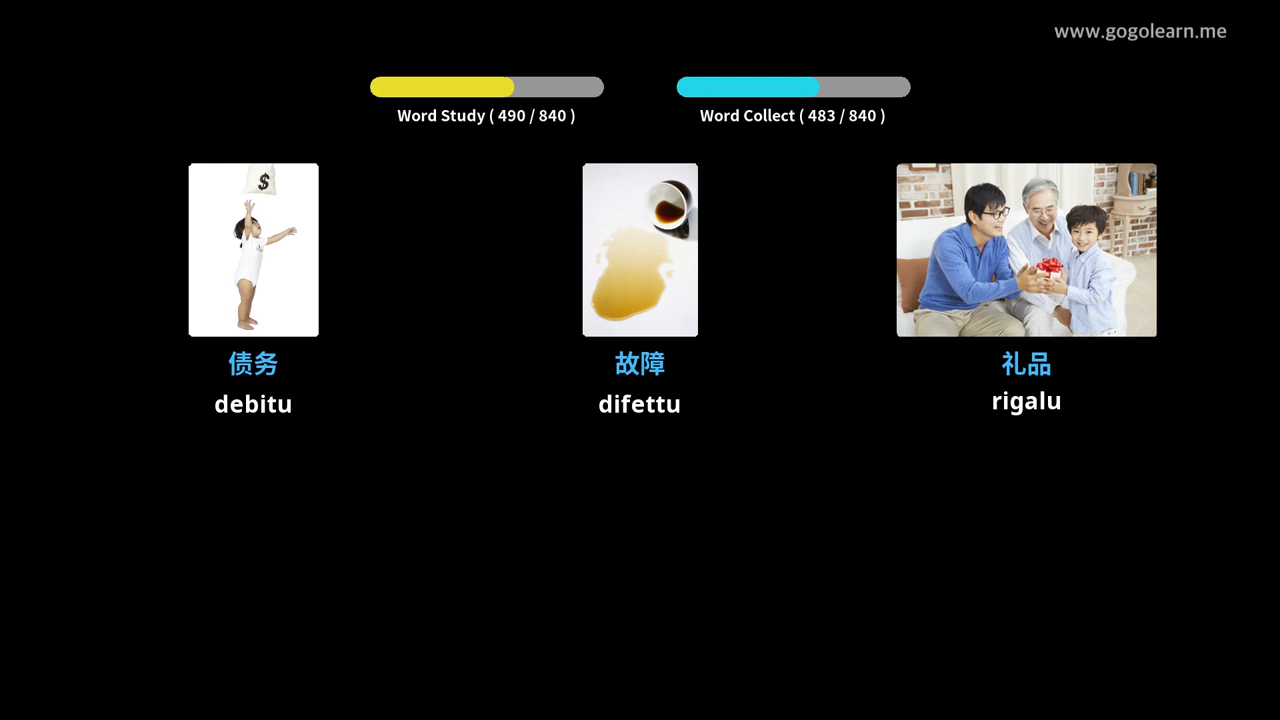 www.gogolearn.me
Word Study ( 490 / 840 )
Word Collect ( 483 / 840 )
$
债务
debitu
故障
difettu
礼品
rigalu